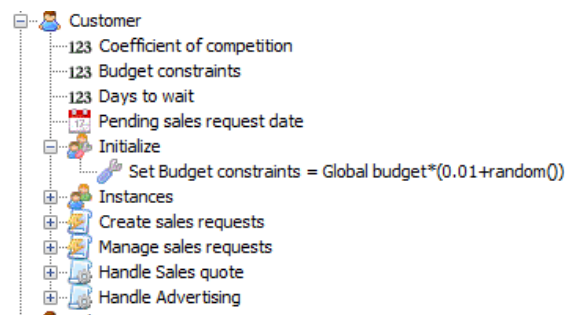 Customer
123 Coefficient of competition
123 Budget constraints
123 Days to wait
17 Pending sales request date
Initialize
Set Budget constraints = Global budget*(0.01+random())
Instances
Create sales requests
Manage sales requests
Handle Sales quote
Handle Advertising